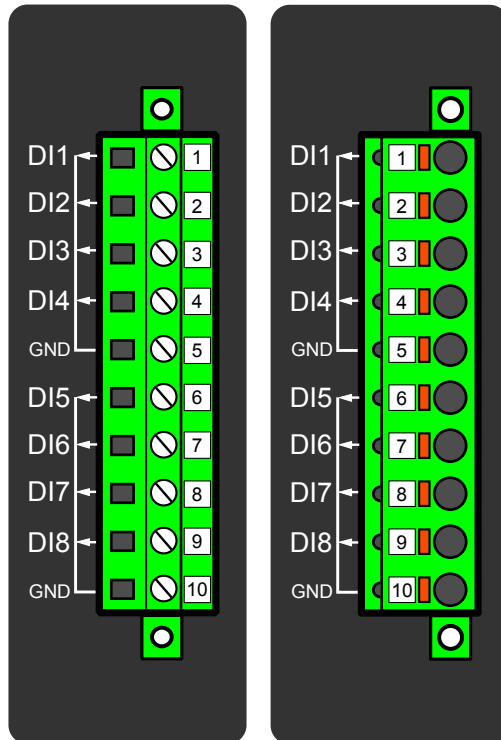 DI1 1
DI2 2
DI3 3
DI4 4
GND 5
DI5 6
DI6 7
DI7 8
DI8 9
GND 10
DI1 1
DI2 2
DI3 3
DI4 4
GND 5
DI5 6
DI6 7
DI7 8
DI8 9
GND 10